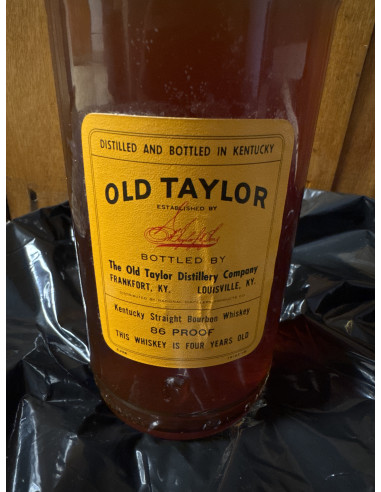 DISTILLED AND BOTTLED IN KENTUCKY
OLD TAYLOR
ESTABLISHED BY
BOTTLED BY
The Old Taylor Distillery Company
FRANKFORT, KY. LOUISVILLE, KY.
Kentucky Straight Bourbon Whiskey
86 PROOF
THIS WHISKEY IS FOUR YEARS OLD